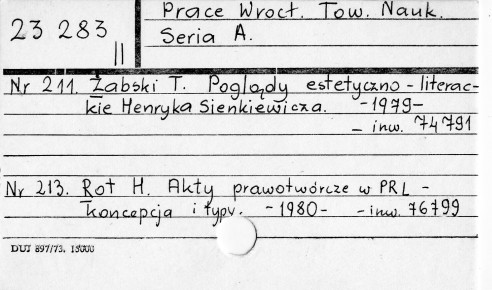 23 283 II
Prace Wrocł. Tow. Nauk.
Seria A.
Nr 211. Żabski T. Poglądy estetyczno-literac-
kie Henryka Sienkiewicza. -1979-
- inw. 74791
Nr 213. Rot H. Akty prawotwórcze w PRL -
koncepcja i typy. -1980- -inw. 76799
DUJ 897/73. 15000